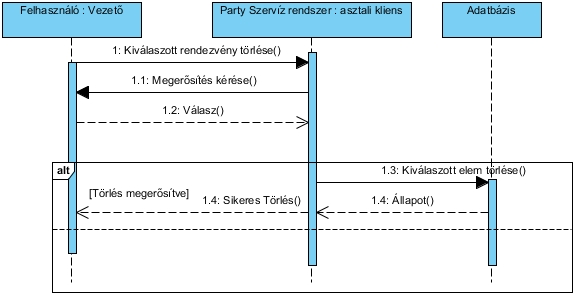 Felhasználó : Vezető
Party Szervíz rendszer : asztali kliens
Adatbázis
1: Kiválaszott rendezvény törlése()
1.1: Megerősítés kérése()
1.2: Válasz()
alt
1.3: Kiválaszott elem törlése()
[Törlés megerősítve]
1.4: Sikeres Törlés()
1.4: Állapot()